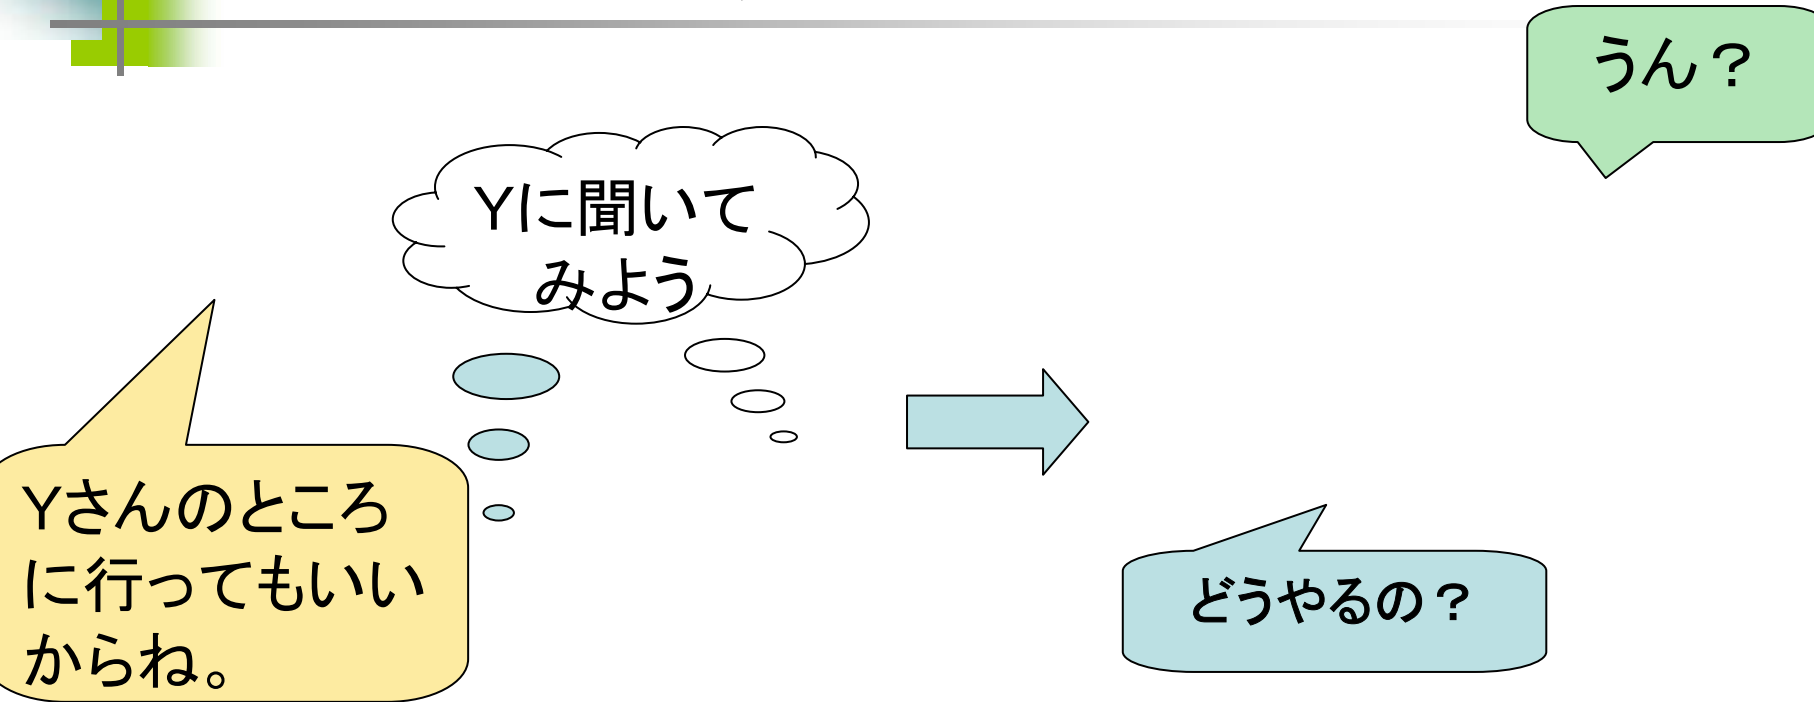 うん？
Yに聞いて
みよう
Yさんのところ
に行ってもいい
からね。
どうやるの？